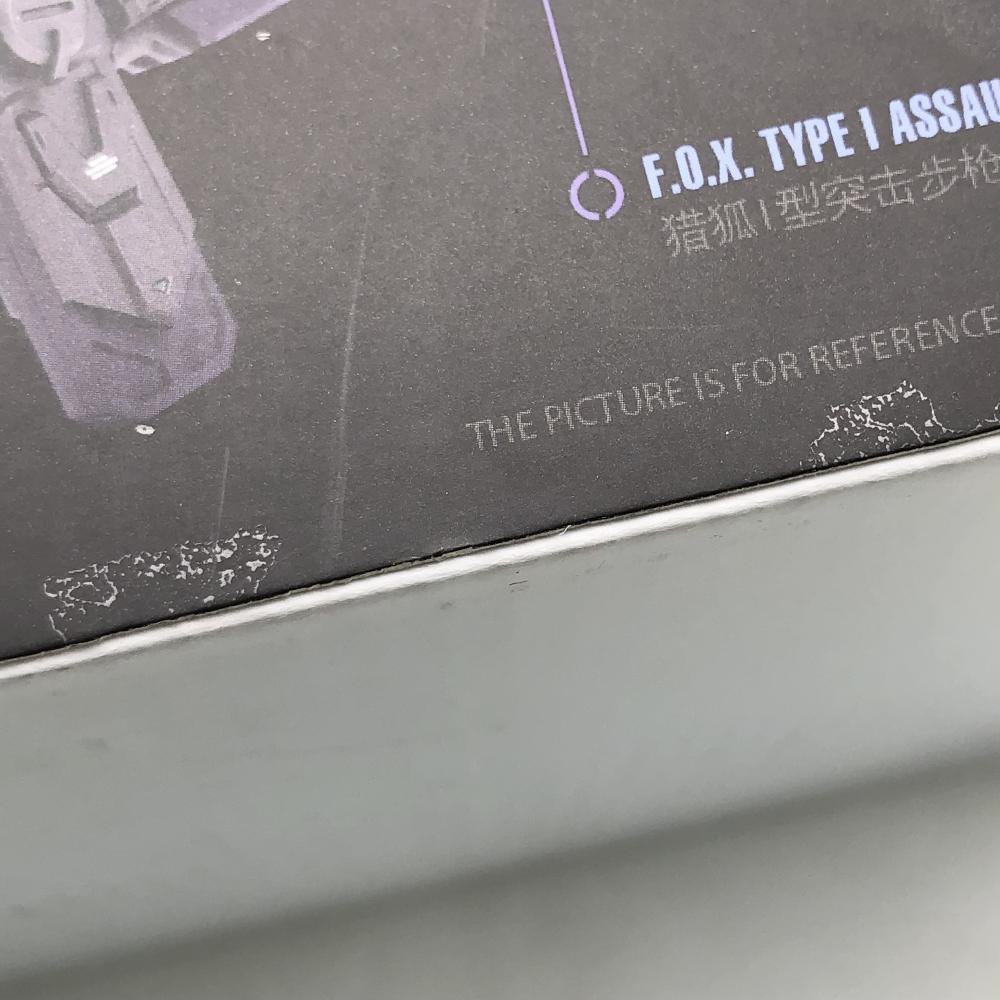 F.O.X. TYPE I ASSAU
猎狐I型突击步枪
THE PICTURE IS FOR REFERENCE